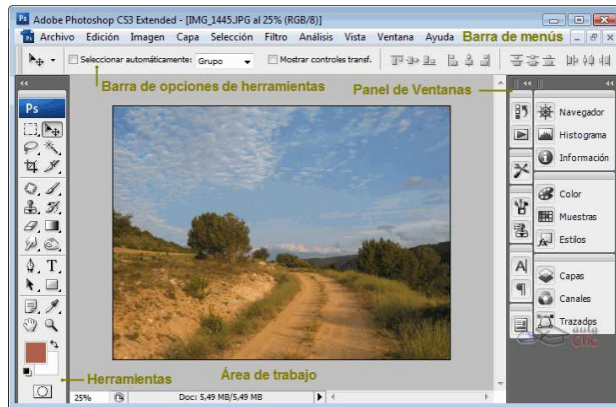 Ps Adobe Photoshop CS3 Extended - [IMG_1445.JPG al 25% (RGB/8)]
Ps Archivo Edición Imagen Capa Selección Filtro Análisis Vista Ventana Ayuda Barra de menús
Seleccionar automáticamente: Grupo Mostrar controles transf.
Barra de opciones de herramientas Panel de Ventanas
Ps
Navegador
Histograma
Información
Color
Muestras
Estilos
Capas
Canales
Trazados
aula
Clic
T
A
Herramientas Área de trabajo
25% Doc: 5,49 MB/5,49 MB